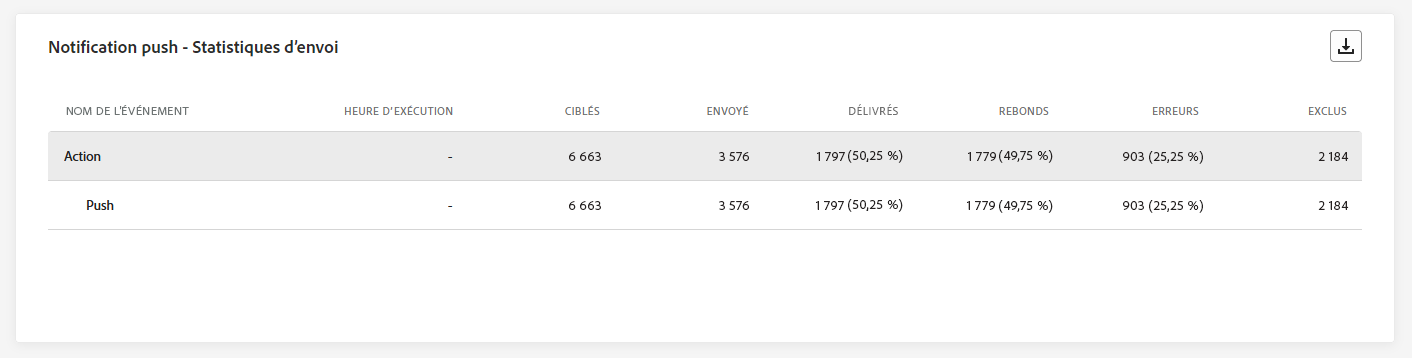 Notification push - Statistiques d’envoi
NOM DE L'ÉVÉNEMENT HEURE D’EXÉCUTION CIBLÉS ENVOYÉ DÉLIVRÉS REBONDS ERREURS EXCLUS
Action - 6 663 3 576 1 797 (50,25 %) 1 779 (49,75 %) 903 (25,25 %) 2 184
Push - 6 663 3 576 1 797 (50,25 %) 1 779 (49,75 %) 903 (25,25 %) 2 184